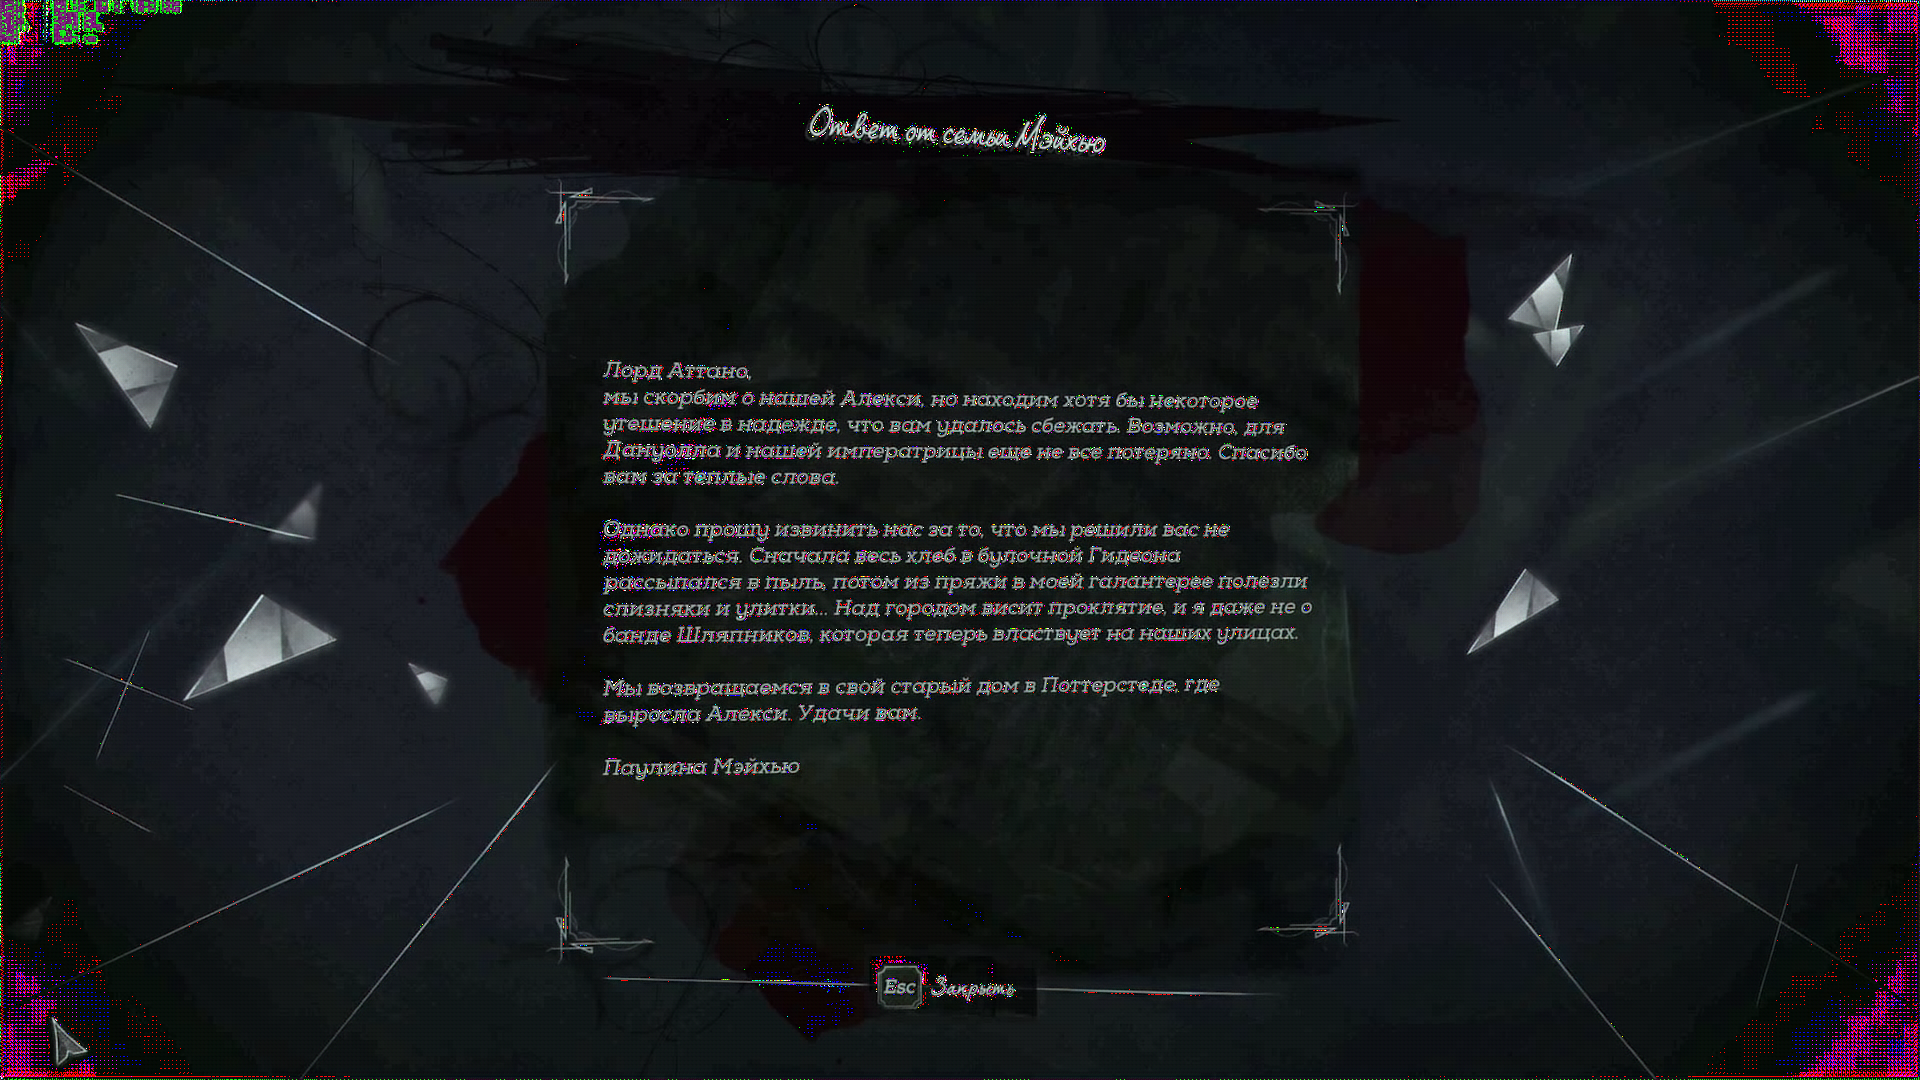 Ответ от семьи Мэйхью
Лорд Аттано,
мы скорбим о нашей Алекси, но находим хотя бы некоторое
утешение в надежде, что вам удалось сбежать. Возможно, для
Дануолла и нашей императрицы еще не все потеряно. Спасибо
вам за теплые слова.
Однако прошу извинить нас за то, что мы решили вас не
дожидаться. Сначала весь хлеб в булочной Гидеона
рассыпался в пыль, потом из пряжи в моей галантерее полезли
слизняки и улитки... Над городом висит проклятие, и я даже не о
банде Шляпников, которая теперь властвует на наших улицах.
Мы возвращаемся в свой старый дом в Поттерстеде, где
выросла Алекси. Удачи вам.
Паулина Мэйхью
Esc Закрыть